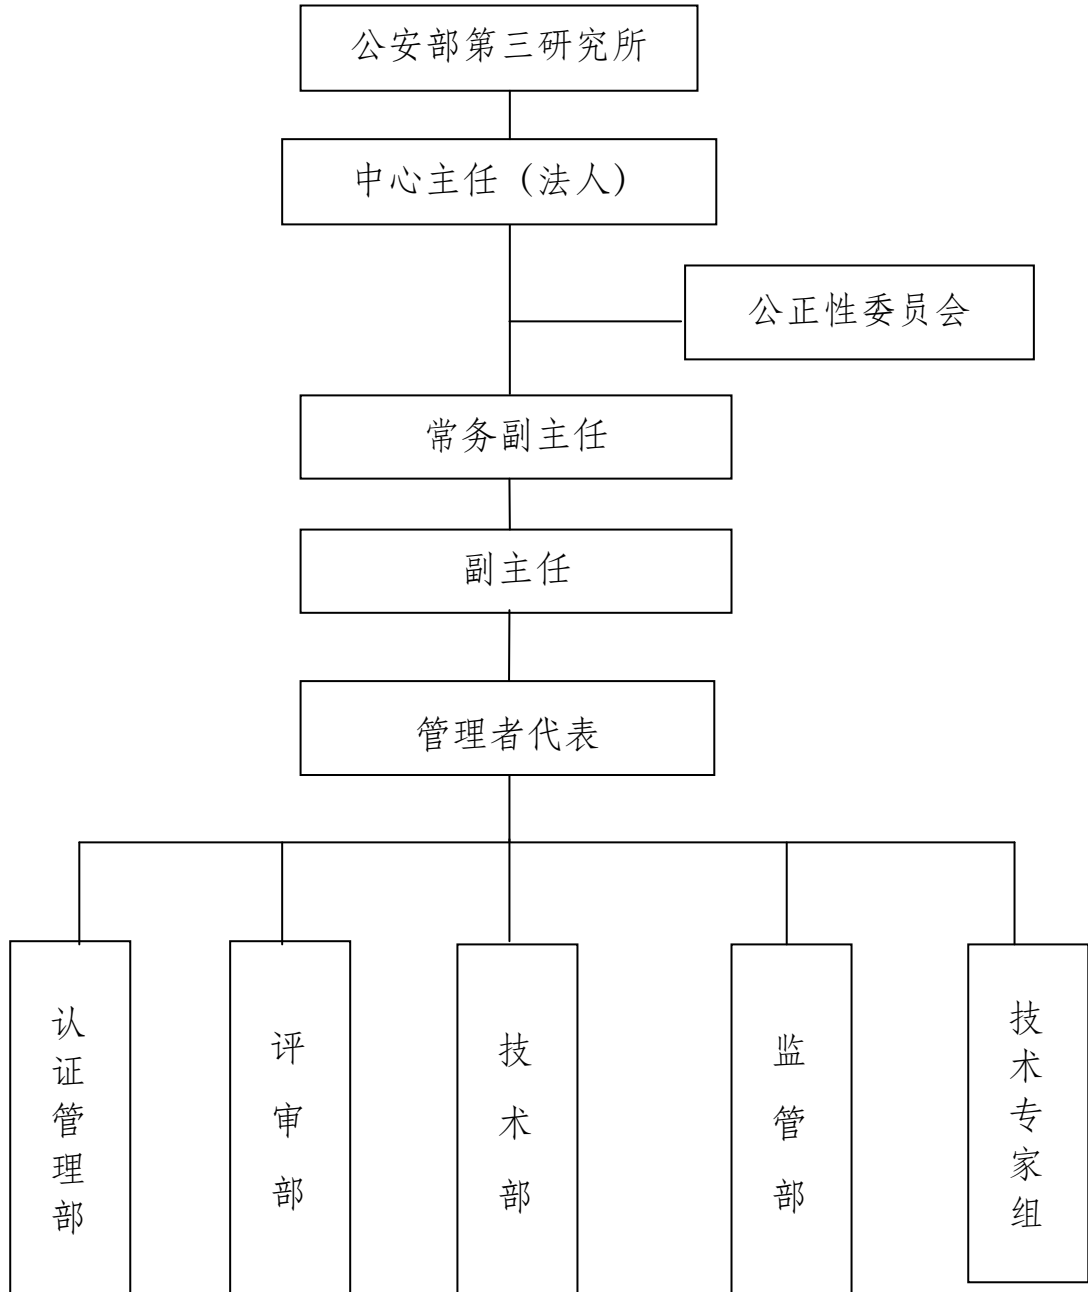 公安部第三研究所
中心主任（法人）
公正性委员会
常务副主任
副主任
管理者代表
认证管理部
评审部
技术部
监管部
技术专家组